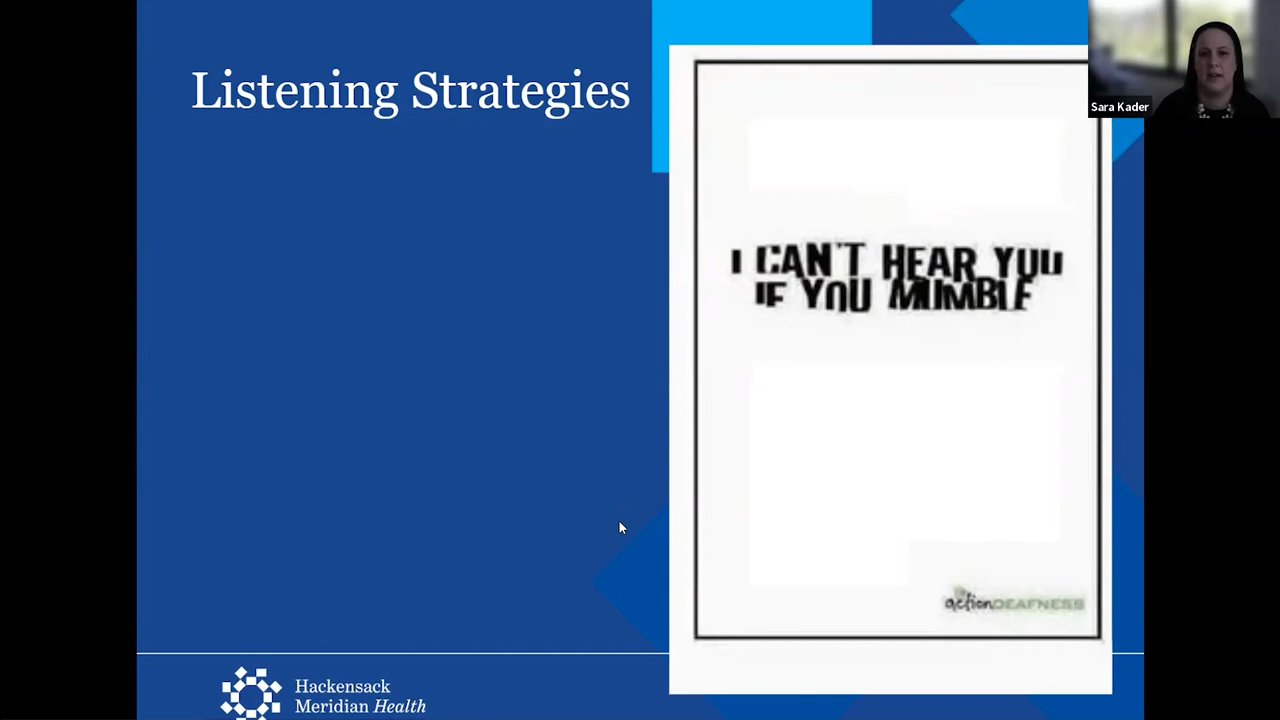 Listening Strategies
Sara Kader
I CAN'T HEAR YOU
IF YOU MUMBLE
actionDEAFNESS
Hackensack
Meridian Health